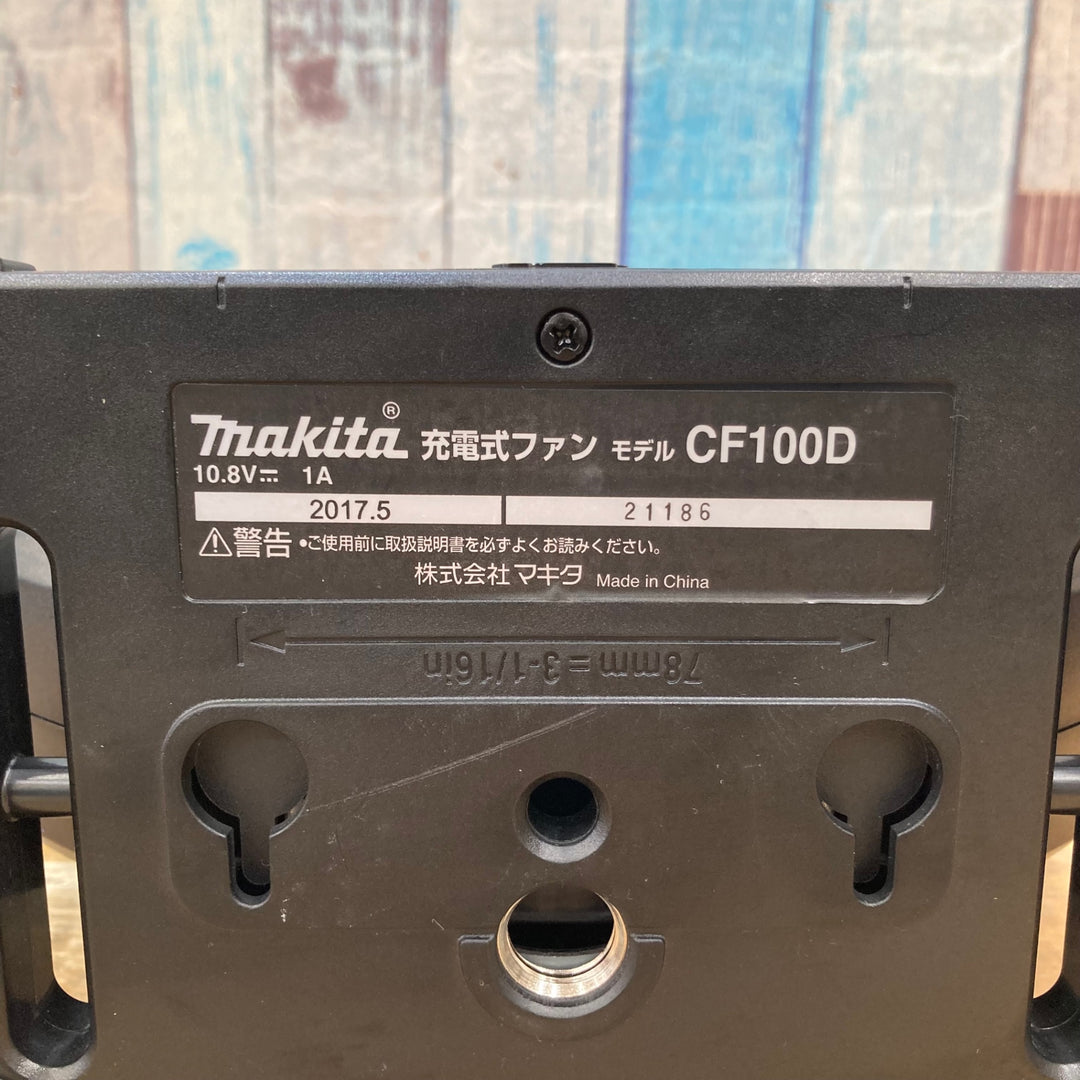 makita® 充電式ファン モデル CF100D
10.8V⎓ 1A
2017.5 21186
⚠警告 •ご使用前に取扱説明書を必ずよくお読みください。
株式会社マキタ Made in China
78mm = 3-1/16in